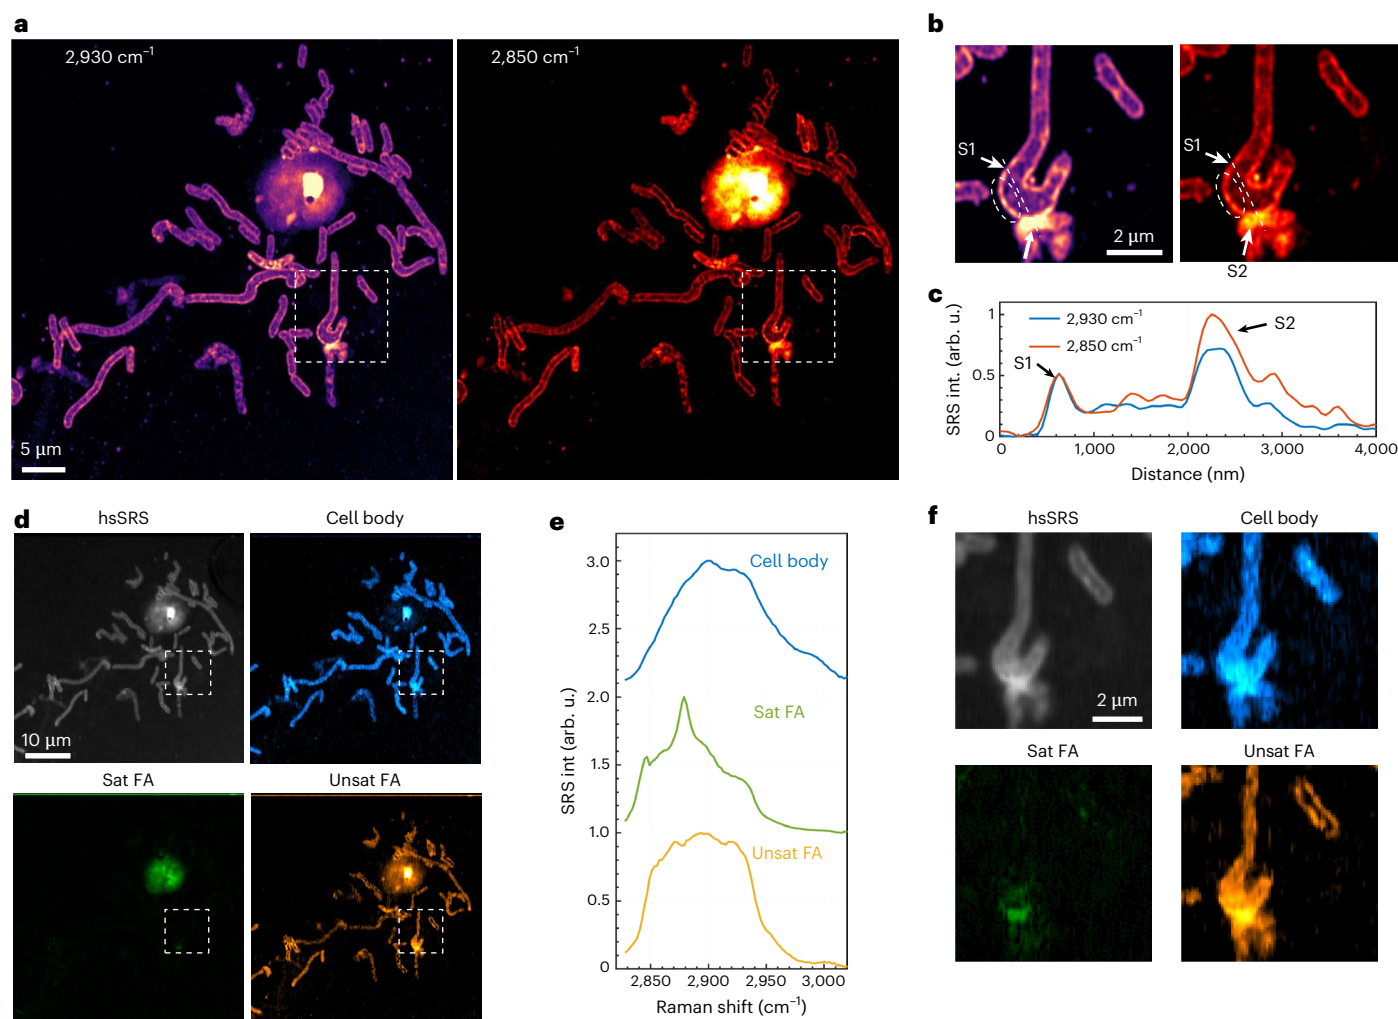 a
2,930 cm⁻¹
2,850 cm⁻¹
5 µm
b
S1
2 µm
S1
S2
c
SRS int. (arb. u.)
1
0.5
0
2,930 cm⁻¹
2,850 cm⁻¹
S1
S2
0
1,000
2,000
3,000
4,000
Distance (nm)
d
hsSRS
Cell body
10 µm
Sat FA
Unsat FA
e
SRS int (arb. u.)
3.0
2.5
2.0
1.5
1.0
0.5
0
Cell body
Sat FA
Unsat FA
2,850
2,900
2,950
3,000
Raman shift (cm⁻¹)
f
hsSRS
Cell body
2 µm
Sat FA
Unsat FA